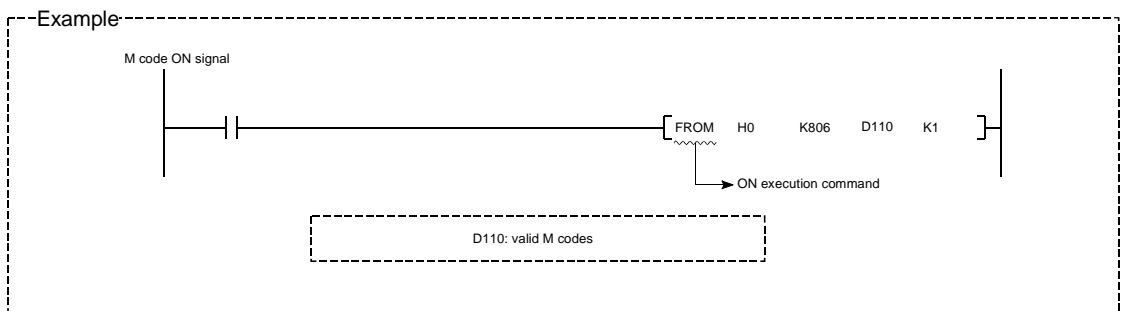 Example
M code ON signal
FROM H0 K806 D110 K1
ON execution command
D110: valid M codes